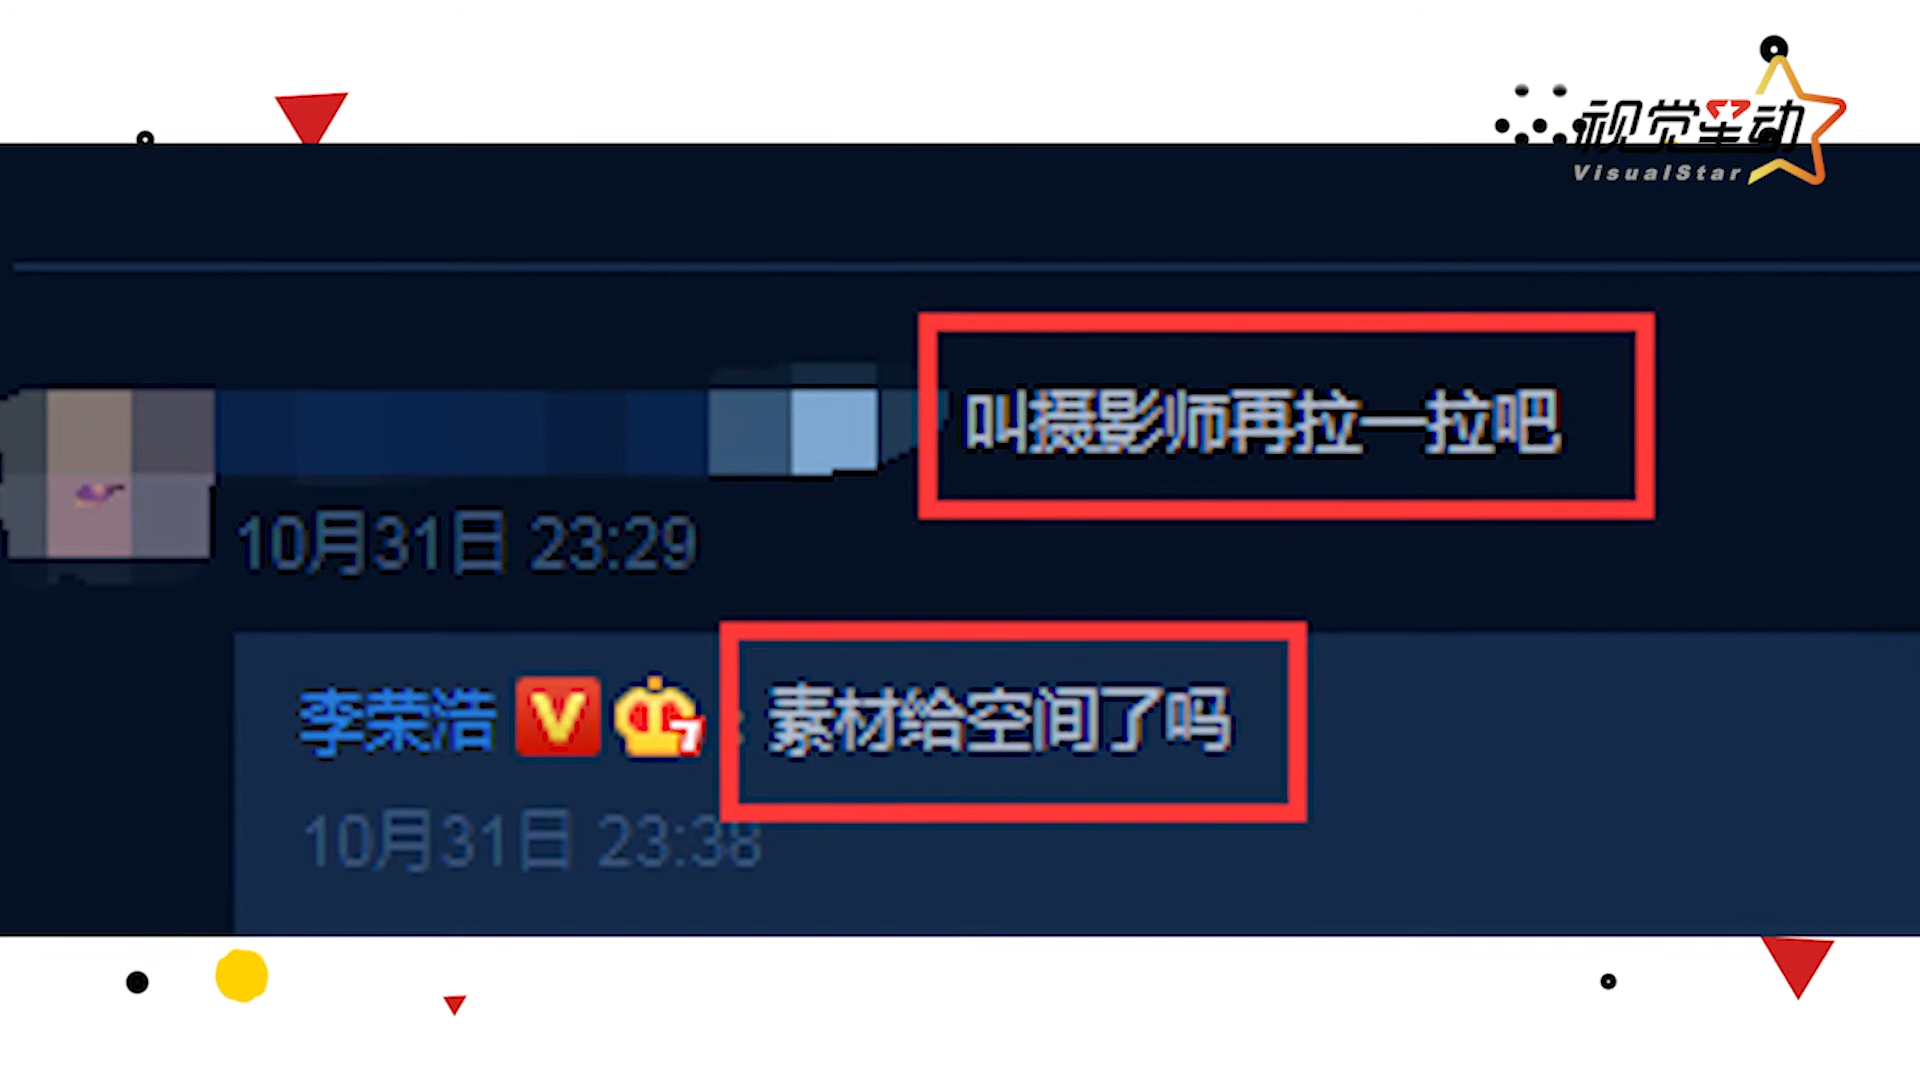 视觉星动
VisualStar
叫摄影师再拉一拉吧
10月31日 23:29
李荣浩 V 7 : 素材给空间了吗
10月31日 23:38